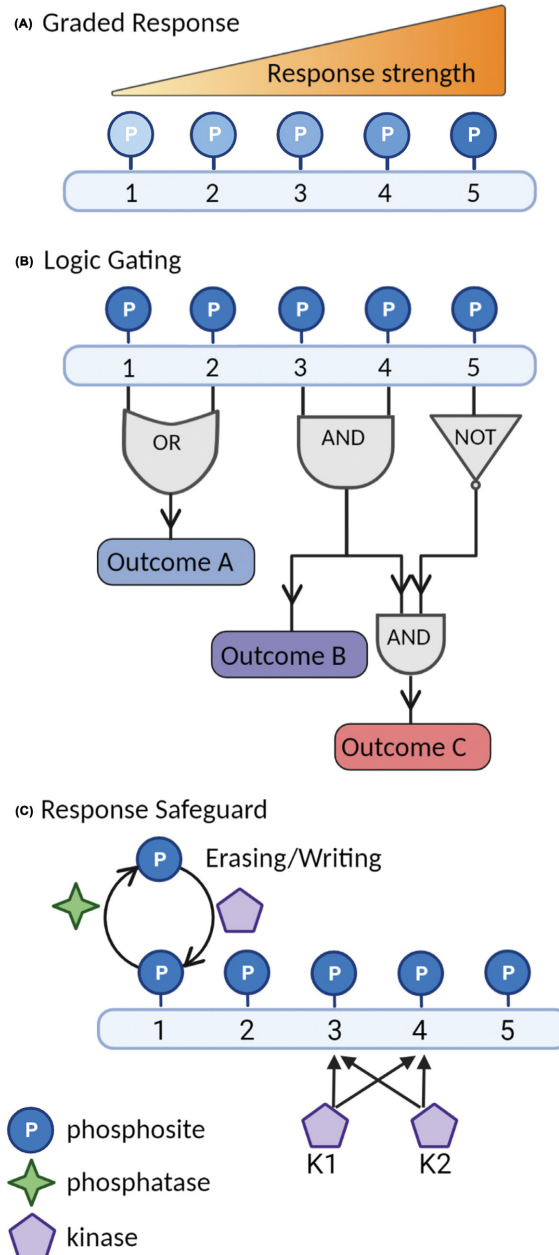 (A) Graded Response
Response strength
P P P P P
1 2 3 4 5
(B) Logic Gating
P P P P P
1 2 3 4 5
OR AND NOT
Outcome A
AND
Outcome B
Outcome C
(C) Response Safeguard
P Erasing/Writing
P P P P P
1 2 3 4 5
K1 K2
P phosphosite
phosphatase
kinase